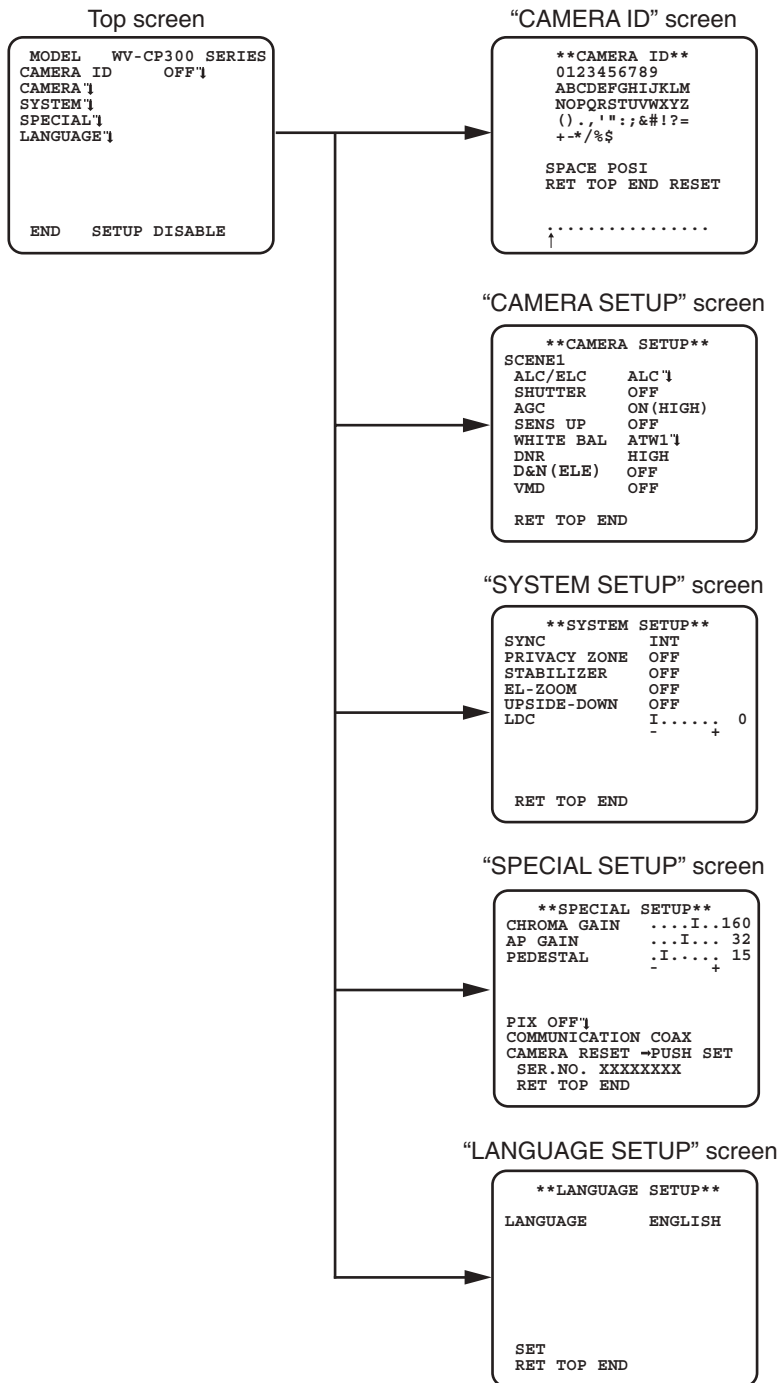 Top screen
MODEL WV-CP300 SERIES
CAMERA ID OFF
CAMERA
SYSTEM
SPECIAL
LANGUAGE
END SETUP DISABLE
“CAMERA ID” screen
**CAMERA ID**
0123456789
ABCDEFGHIJKLM
NOPQRSTUVWXYZ
().,'":;&#!?=
+-*/%$
SPACE POSI
RET TOP END RESET
................
↑
“CAMERA SETUP” screen
**CAMERA SETUP**
SCENE1
ALC/ELC ALC
SHUTTER OFF
AGC ON(HIGH)
SENS UP OFF
WHITE BAL ATW1
DNR HIGH
D&N(ELE) OFF
VMD OFF
RET TOP END
“SYSTEM SETUP” screen
**SYSTEM SETUP**
SYNC INT
PRIVACY ZONE OFF
STABILIZER OFF
EL-ZOOM OFF
UPSIDE-DOWN OFF
LDC I...... 0
- +
RET TOP END
“SPECIAL SETUP” screen
**SPECIAL SETUP**
CHROMA GAIN ....I..160
AP GAIN ...I... 32
PEDESTAL .I..... 15
- +
PIX OFF
COMMUNICATION COAX
CAMERA RESET →PUSH SET
SER.NO. XXXXXXXX
RET TOP END
“LANGUAGE SETUP” screen
**LANGUAGE SETUP**
LANGUAGE ENGLISH
SET
RET TOP END